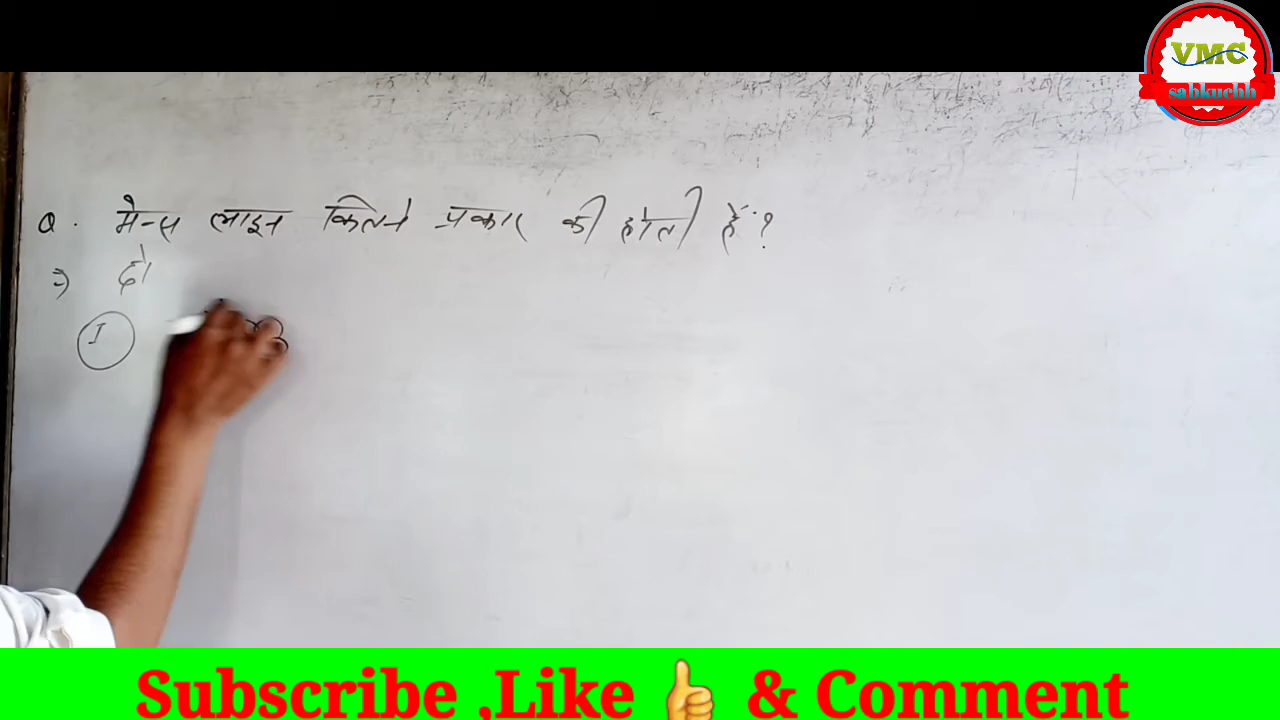 VMC
sabkuchh
Q. मेन्स लाइन कितने प्रकार की होती हैं?
⇒ दो
I
Subscribe ,Like 👍 & Comment